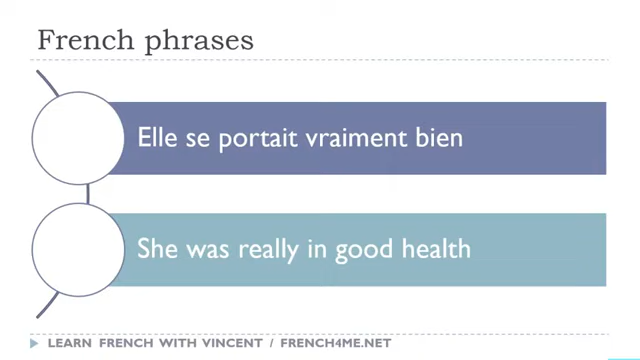 French phrases
Elle se portait vraiment bien
She was really in good health
LEARN FRENCH WITH VINCENT / FRENCH4ME.NET